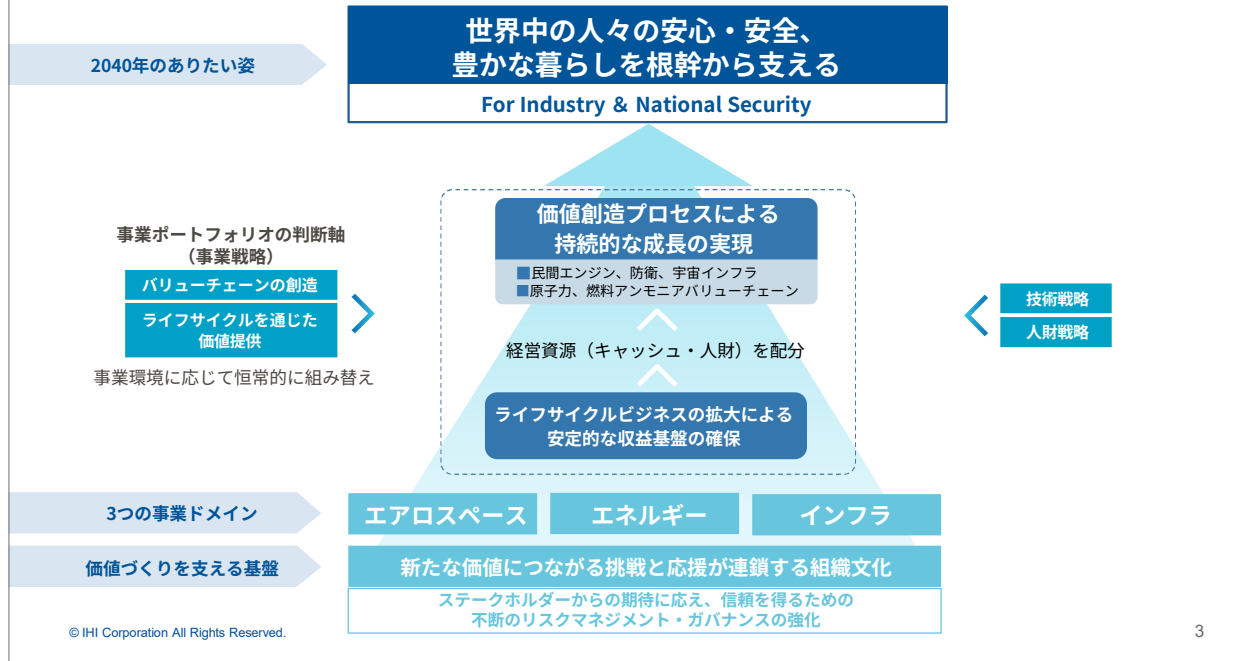 2040年のありたい姿
世界中の人々の安心・安全、
豊かな暮らしを根幹から支える
For Industry & National Security
事業ポートフォリオの判断軸
（事業戦略）
バリューチェーンの創造
ライフサイクルを通じた
価値提供
事業環境に応じて恒常的に組み替え
価値創造プロセスによる
持続的な成長の実現
■民間エンジン、防衛、宇宙インフラ
■原子力、燃料アンモニアバリューチェーン
経営資源（キャッシュ・人財）を配分
ライフサイクルビジネスの拡大による
安定的な収益基盤の確保
技術戦略
人財戦略
3つの事業ドメイン
エアロスペース
エネルギー
インフラ
価値づくりを支える基盤
新たな価値につながる挑戦と応援が連鎖する組織文化
ステークホルダーからの期待に応え、信頼を得るための
不断のリスクマネジメント・ガバナンスの強化
© IHI Corporation All Rights Reserved.
3